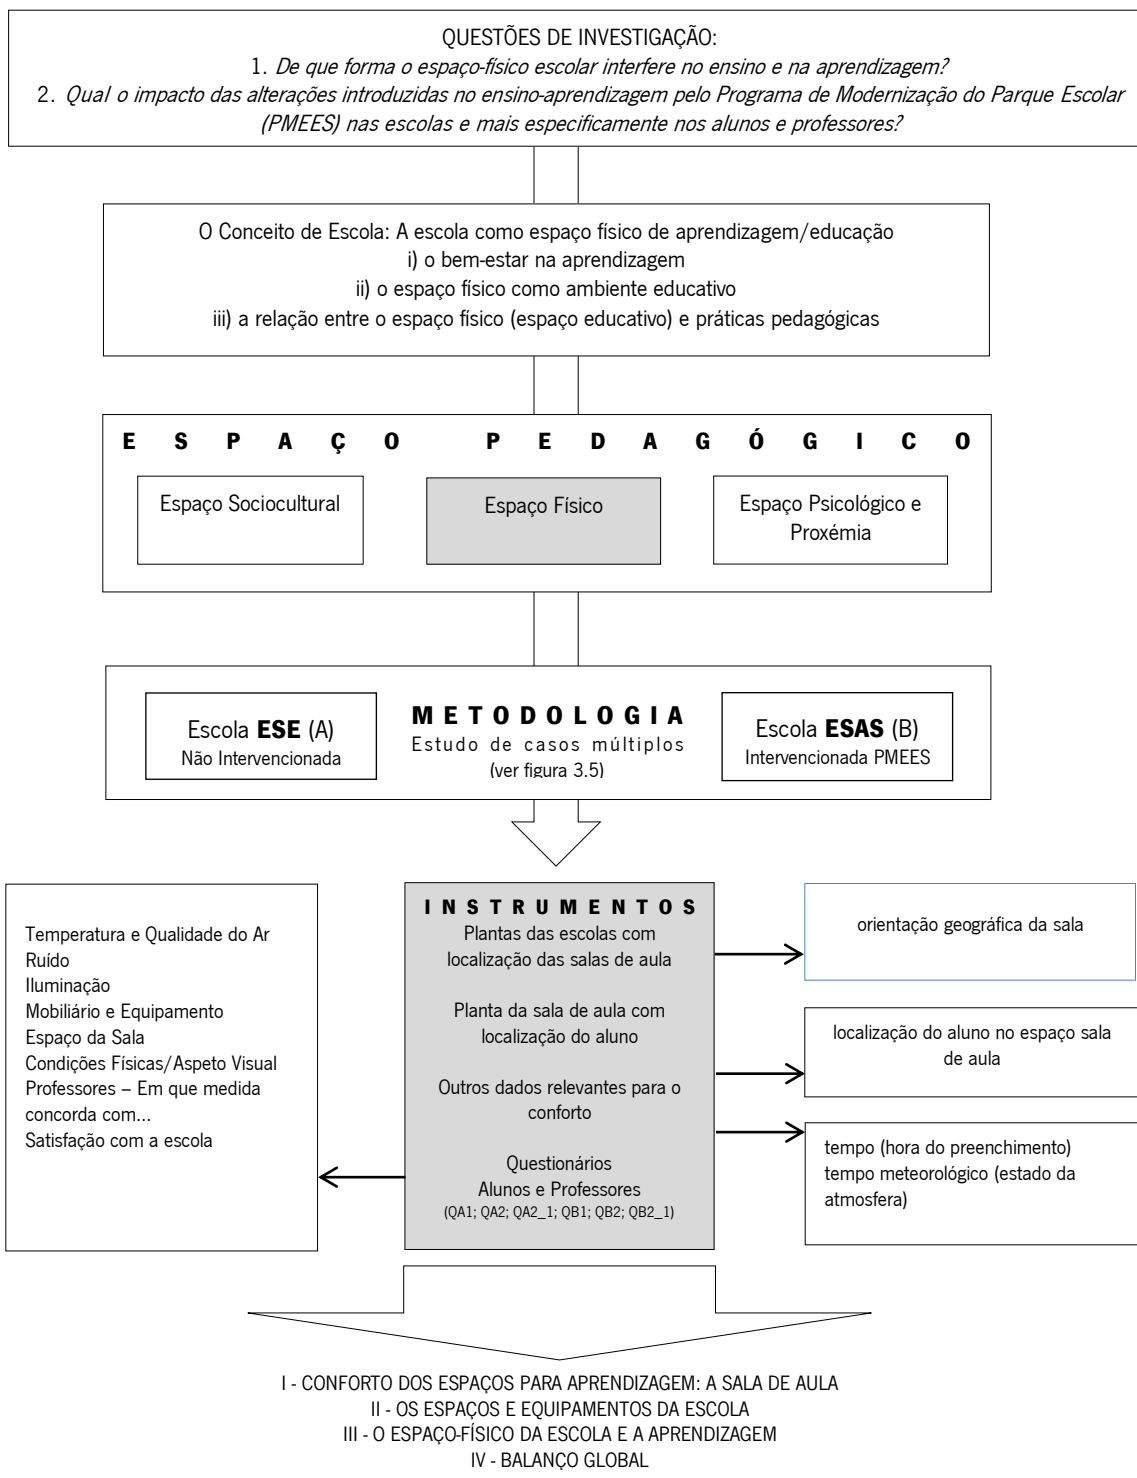 QUESTÕES DE INVESTIGAÇÃO:
1. De que forma o espaço-físico escolar interfere no ensino e na aprendizagem?
2. Qual o impacto das alterações introduzidas no ensino-aprendizagem pelo Programa de Modernização do Parque Escolar
(PMEES) nas escolas e mais especificamente nos alunos e professores?
O Conceito de Escola: A escola como espaço físico de aprendizagem/educação
i) o bem-estar na aprendizagem
ii) o espaço físico como ambiente educativo
iii) a relação entre o espaço físico (espaço educativo) e práticas pedagógicas
ESPAÇO PEDAGÓGICO
Espaço Sociocultural
Espaço Físico
Espaço Psicológico e
Proxémia
Escola ESE (A)
Não Intervencionada
METODOLOGIA
Estudo de casos múltiplos
(ver figura 3.5)
Escola ESAS (B)
Intervencionada PMEES
Temperatura e Qualidade do Ar
Ruído
Iluminação
Mobiliário e Equipamento
Espaço da Sala
Condições Físicas/Aspeto Visual
Professores – Em que medida
concorda com...
Satisfação com a escola
INSTRUMENTOS
Plantas das escolas com
localização das salas de aula
Planta da sala de aula com
localização do aluno
Outros dados relevantes para o
conforto
Questionários
Alunos e Professores
(QA1; QA2; QA2_1; QB1; QB2; QB2_1)
orientação geográfica da sala
localização do aluno no espaço sala
de aula
tempo (hora do preenchimento)
tempo meteorológico (estado da
atmosfera)
I - CONFORTO DOS ESPAÇOS PARA APRENDIZAGEM: A SALA DE AULA
II - OS ESPAÇOS E EQUIPAMENTOS DA ESCOLA
III - O ESPAÇO-FÍSICO DA ESCOLA E A APRENDIZAGEM
IV - BALANÇO GLOBAL